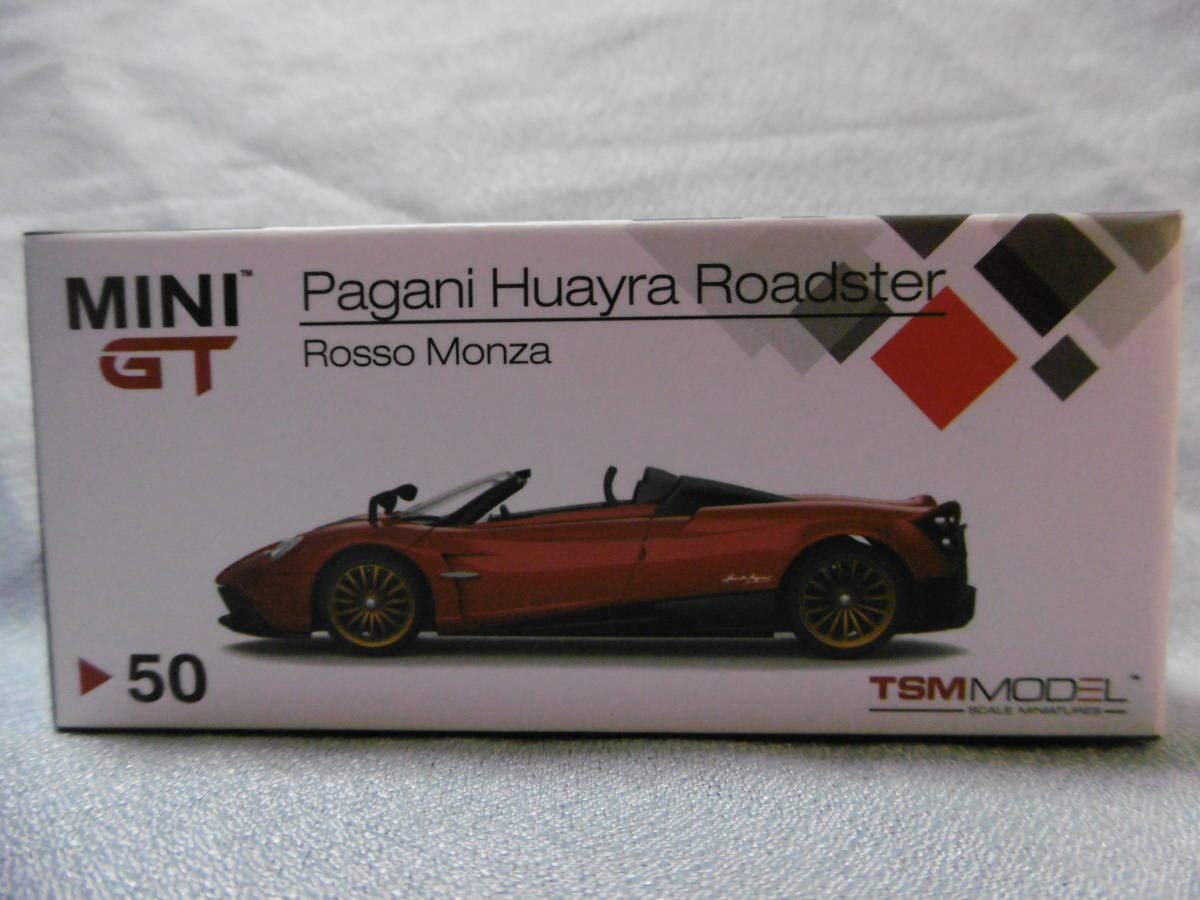 MINI™
GT
Pagani Huayra Roadster
Rosso Monza
50
TSMMODEL™
SCALE MINIATURES